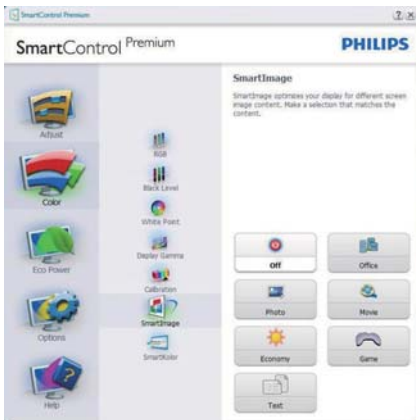 SmartControl Premium
SmartControl Premium
PHILIPS
Adjust
Color
Eco Power
Options
Help
RGB
Black Level
White Point
Display Gamma
Calibration
SmartImage
SmartKolor
SmartImage
SmartImage optimizes your display for different screen
image content. Make a selection that matches the
content.
Off
Office
Photo
Movie
Economy
Game
Text